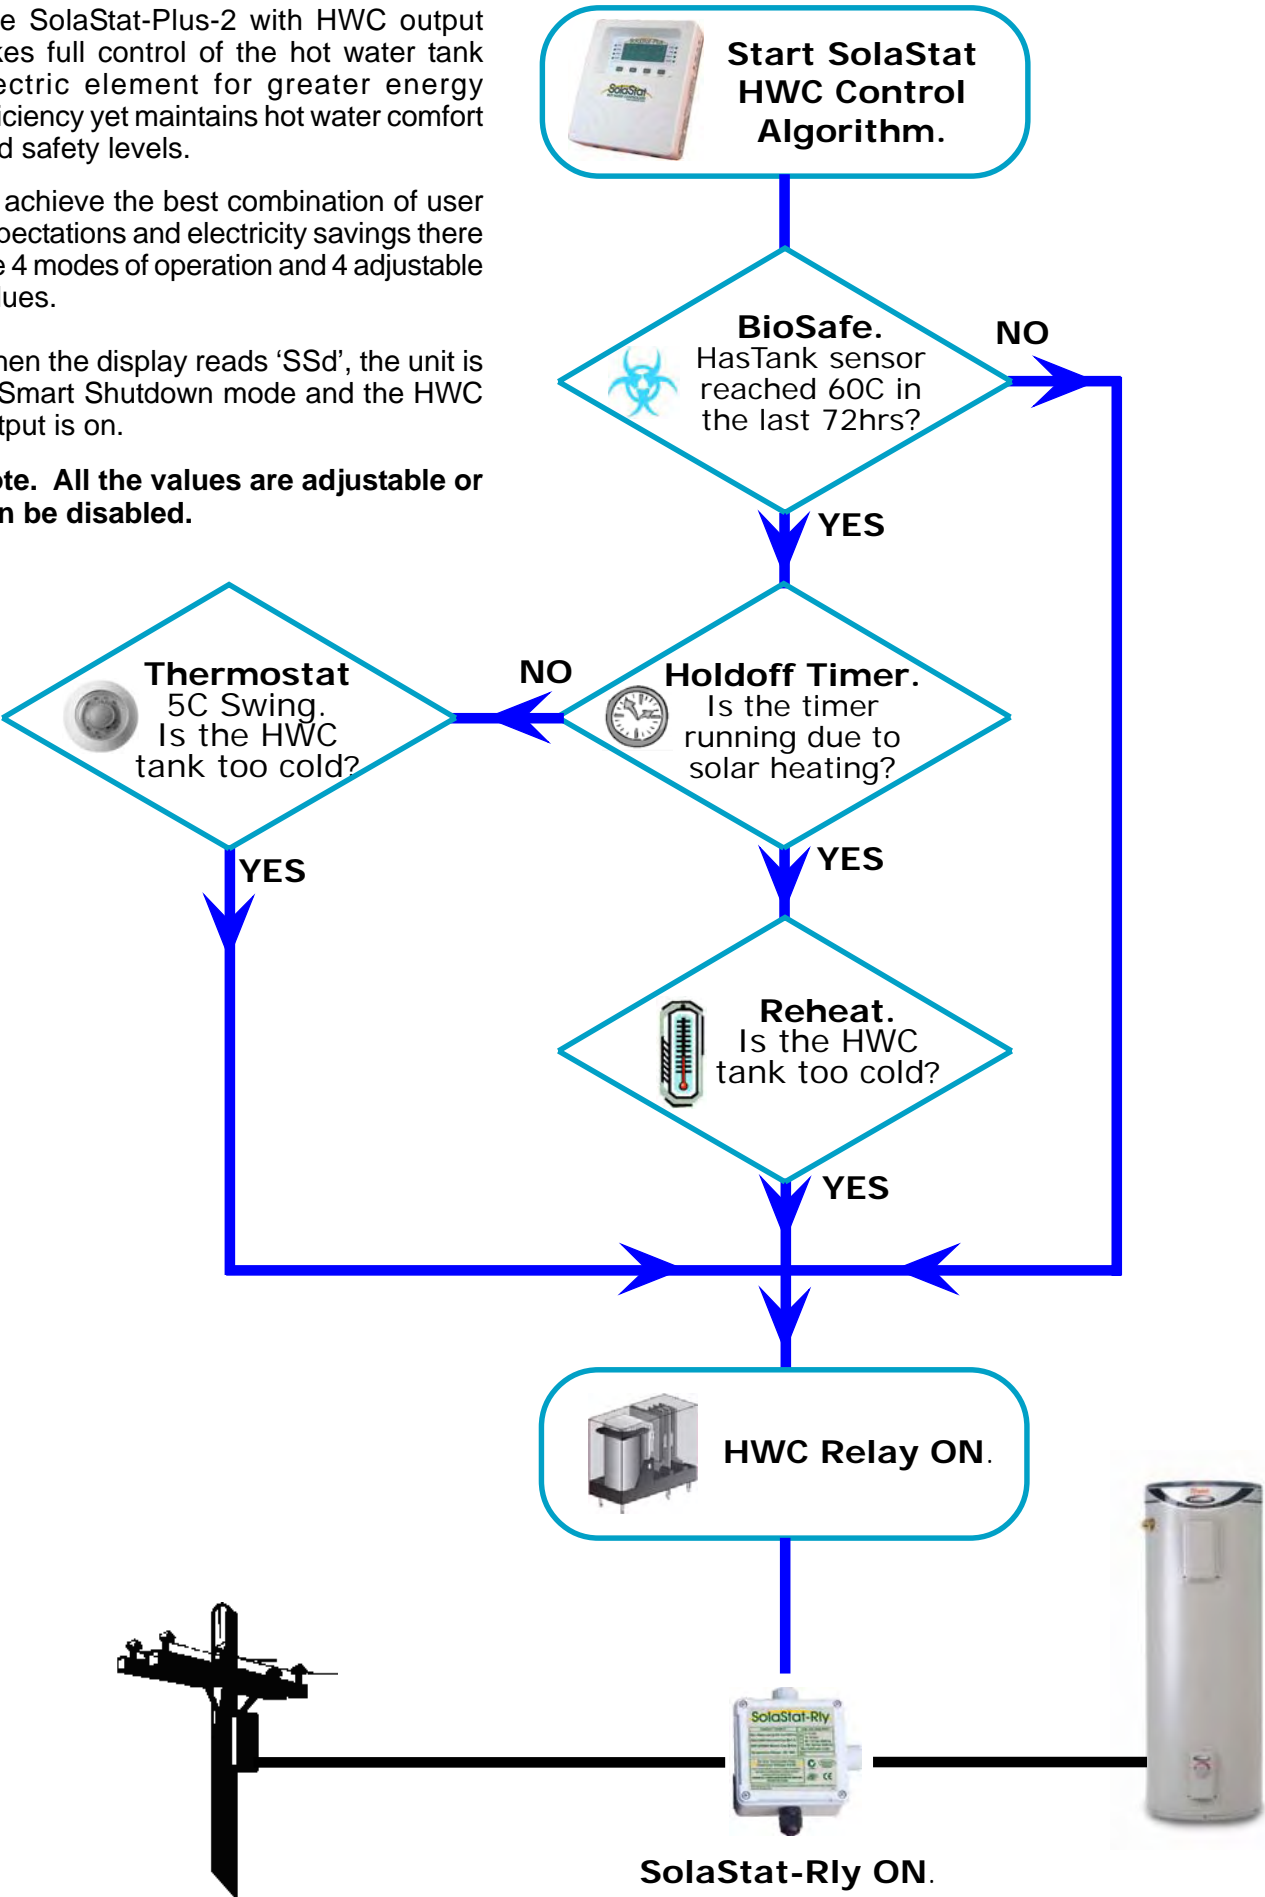 e SolaStat-Plus-2 with HWC output
kes full control of the hot water tank
ectric element for greater energy
iciency yet maintains hot water comfort
d safety levels.
achieve the best combination of user
pectations and electricity savings there
e 4 modes of operation and 4 adjustable
lues.
hen the display reads ‘SSd’, the unit is
Smart Shutdown mode and the HWC
tput is on.
ote. All the values are adjustable or
n be disabled.
SolaStat
Start SolaStat
HWC Control
Algorithm.
BioSafe.
HasTank sensor
reached 60C in
the last 72hrs?
NO
YES
Thermostat
5C Swing.
Is the HWC
tank too cold?
NO
Holdoff Timer.
Is the timer
running due to
solar heating?
YES
YES
Reheat.
Is the HWC
tank too cold?
YES
HWC Relay ON.
SolaStat-Rly
SolaStat-Rly ON.